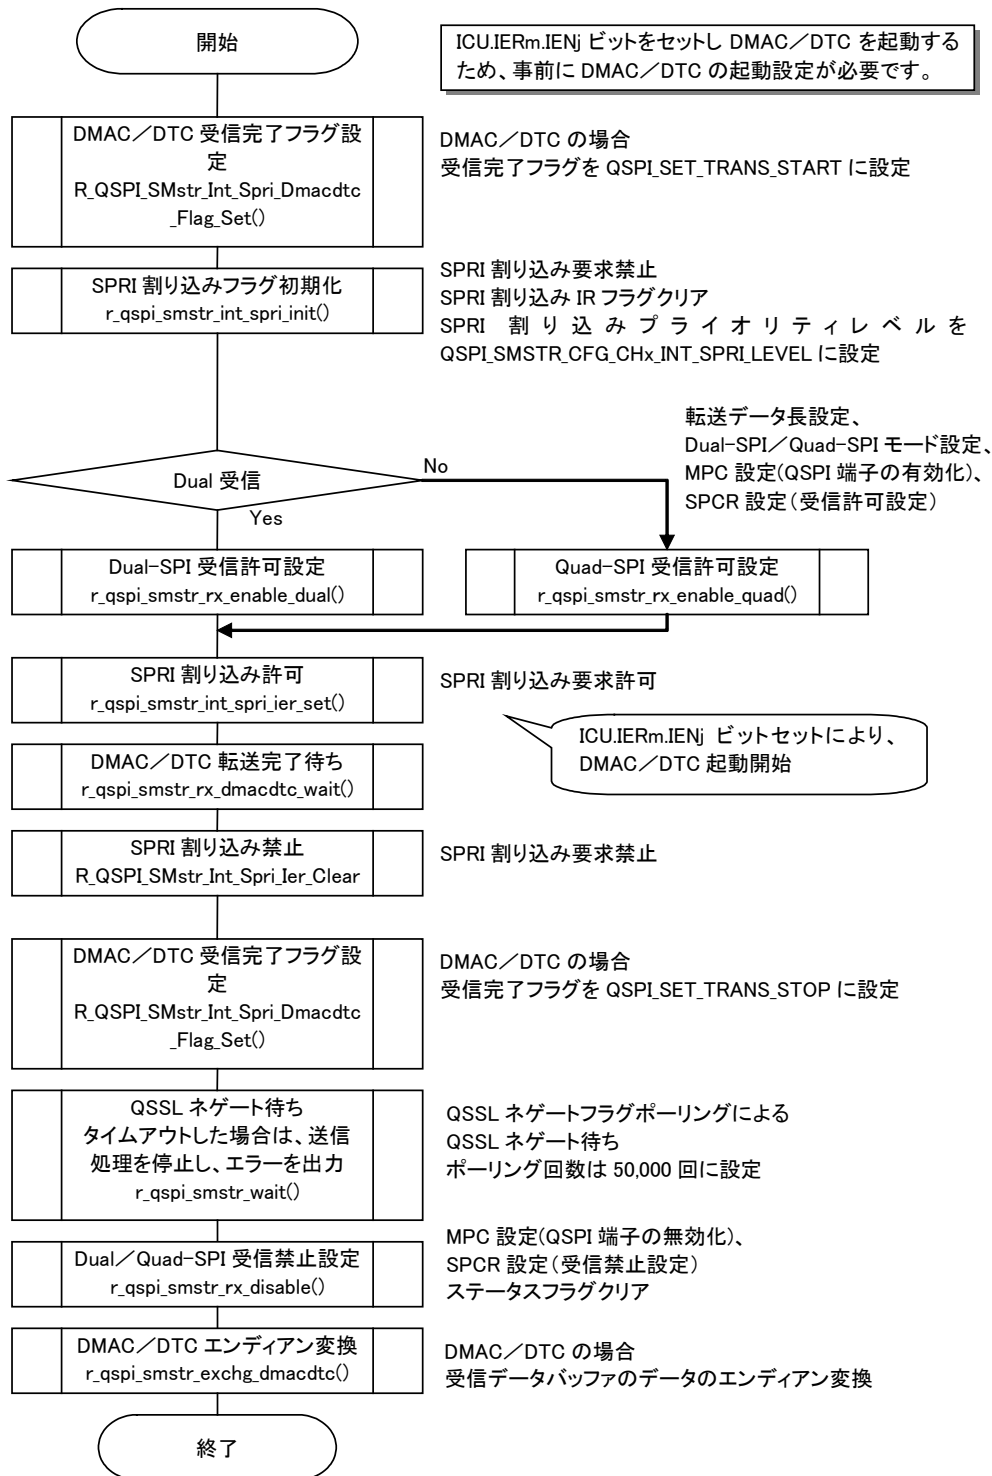 開始
ICU.IERm.IENj ビットをセットし DMAC／DTC を起動する
ため、事前に DMAC／DTC の起動設定が必要です。
DMAC／DTC 受信完了フラグ設
定
R_QSPI_SMstr_Int_Spri_Dmacdtc
_Flag_Set()
DMAC／DTC の場合
受信完了フラグを QSPI_SET_TRANS_START に設定
SPRI 割り込みフラグ初期化
r_qspi_smstr_int_spri_init()
SPRI 割り込み要求禁止
SPRI 割り込み IR フラグクリア
SPRI 割り込みプライオリティレベルを
QSPI_SMSTR_CFG_CHx_INT_SPRI_LEVEL に設定
転送データ長設定、
Dual-SPI／Quad-SPI モード設定、
MPC 設定(QSPI 端子の有効化)、
SPCR 設定（受信許可設定）
Dual 受信
No
Yes
Dual-SPI 受信許可設定
r_qspi_smstr_rx_enable_dual()
Quad-SPI 受信許可設定
r_qspi_smstr_rx_enable_quad()
SPRI 割り込み許可
r_qspi_smstr_int_spri_ier_set()
SPRI 割り込み要求許可
ICU.IERm.IENj ビットセットにより、
DMAC／DTC 起動開始
DMAC／DTC 転送完了待ち
r_qspi_smstr_rx_dmacdtc_wait()
SPRI 割り込み禁止
R_QSPI_SMstr_Int_Spri_Ier_Clear
SPRI 割り込み要求禁止
DMAC／DTC 受信完了フラグ設
定
R_QSPI_SMstr_Int_Spri_Dmacdtc
_Flag_Set()
DMAC／DTC の場合
受信完了フラグを QSPI_SET_TRANS_STOP に設定
QSSL ネゲート待ち
タイムアウトした場合は、送信
処理を停止し、エラーを出力
r_qspi_smstr_wait()
QSSL ネゲートフラグポーリングによる
QSSL ネゲート待ち
ポーリング回数は 50,000 回に設定
Dual／Quad-SPI 受信禁止設定
r_qspi_smstr_rx_disable()
MPC 設定(QSPI 端子の無効化)、
SPCR 設定（受信禁止設定）
ステータスフラグクリア
DMAC／DTC エンディアン変換
r_qspi_smstr_exchg_dmacdtc()
DMAC／DTC の場合
受信データバッファのデータのエンディアン変換
終了